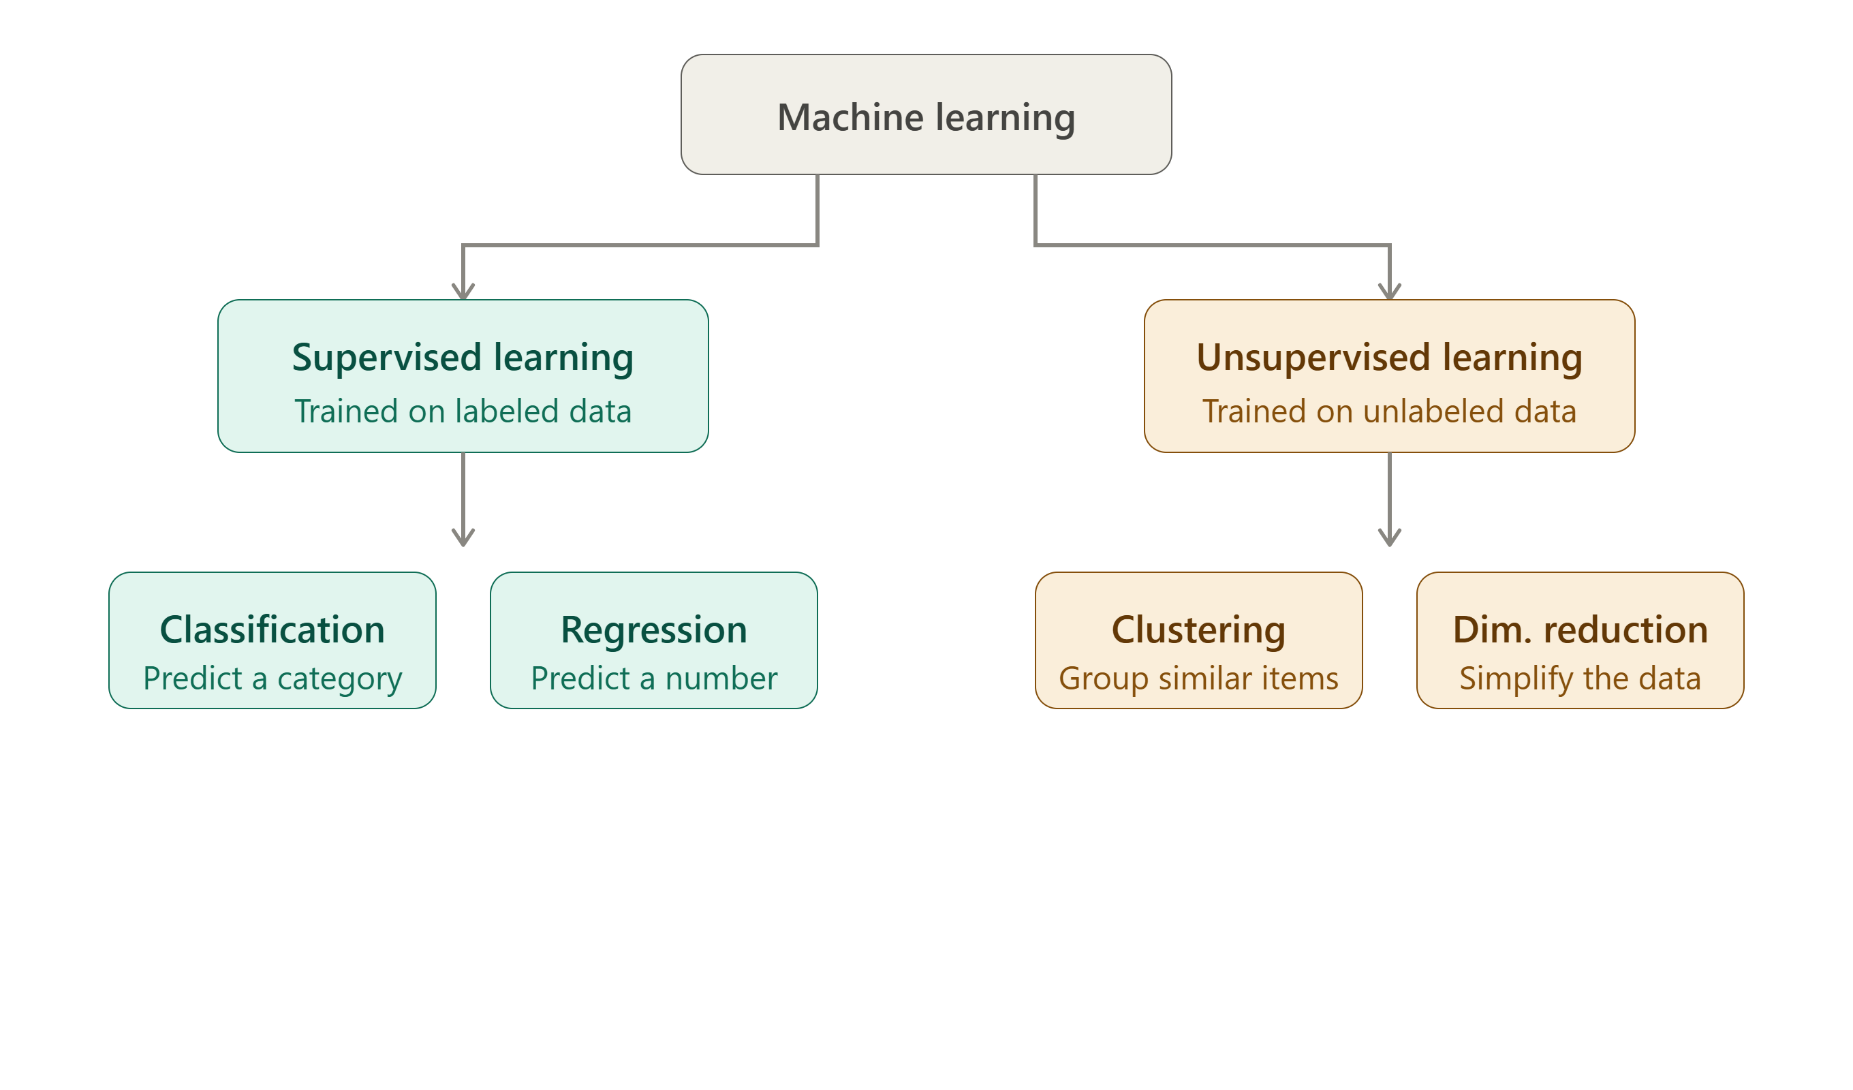 Machine learning
Supervised learning
Trained on labeled data
Unsupervised learning
Trained on unlabeled data
Classification
Predict a category
Regression
Predict a number
Clustering
Group similar items
Dim. reduction
Simplify the data